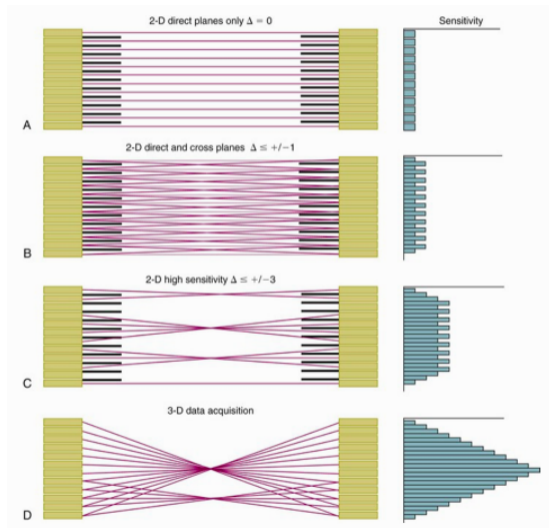 2-D direct planes only Δ = 0
Sensitivity
A
2-D direct and cross planes Δ ≤ +/−1
B
2-D high sensitivity Δ ≤ +/−3
C
3-D data acquisition
D